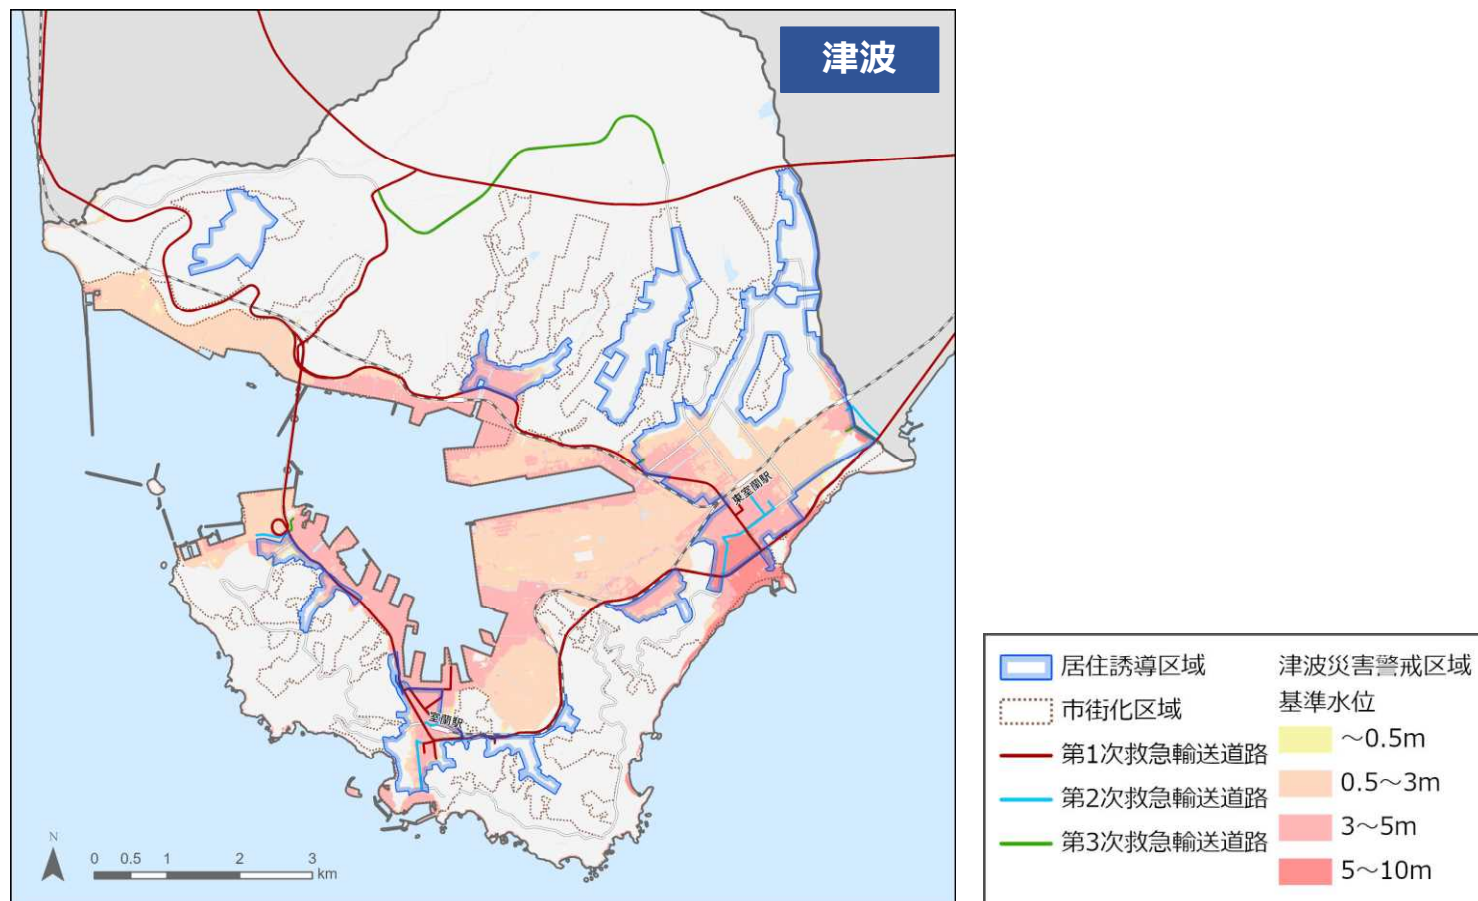 津波
東室蘭駅
室蘭駅
N
0 0.5 1 2 3
km
居住誘導区域
市街化区域
第1次救急輸送道路
第2次救急輸送道路
第3次救急輸送道路
津波災害警戒区域
基準水位
～0.5m
0.5～3m
3～5m
5～10m